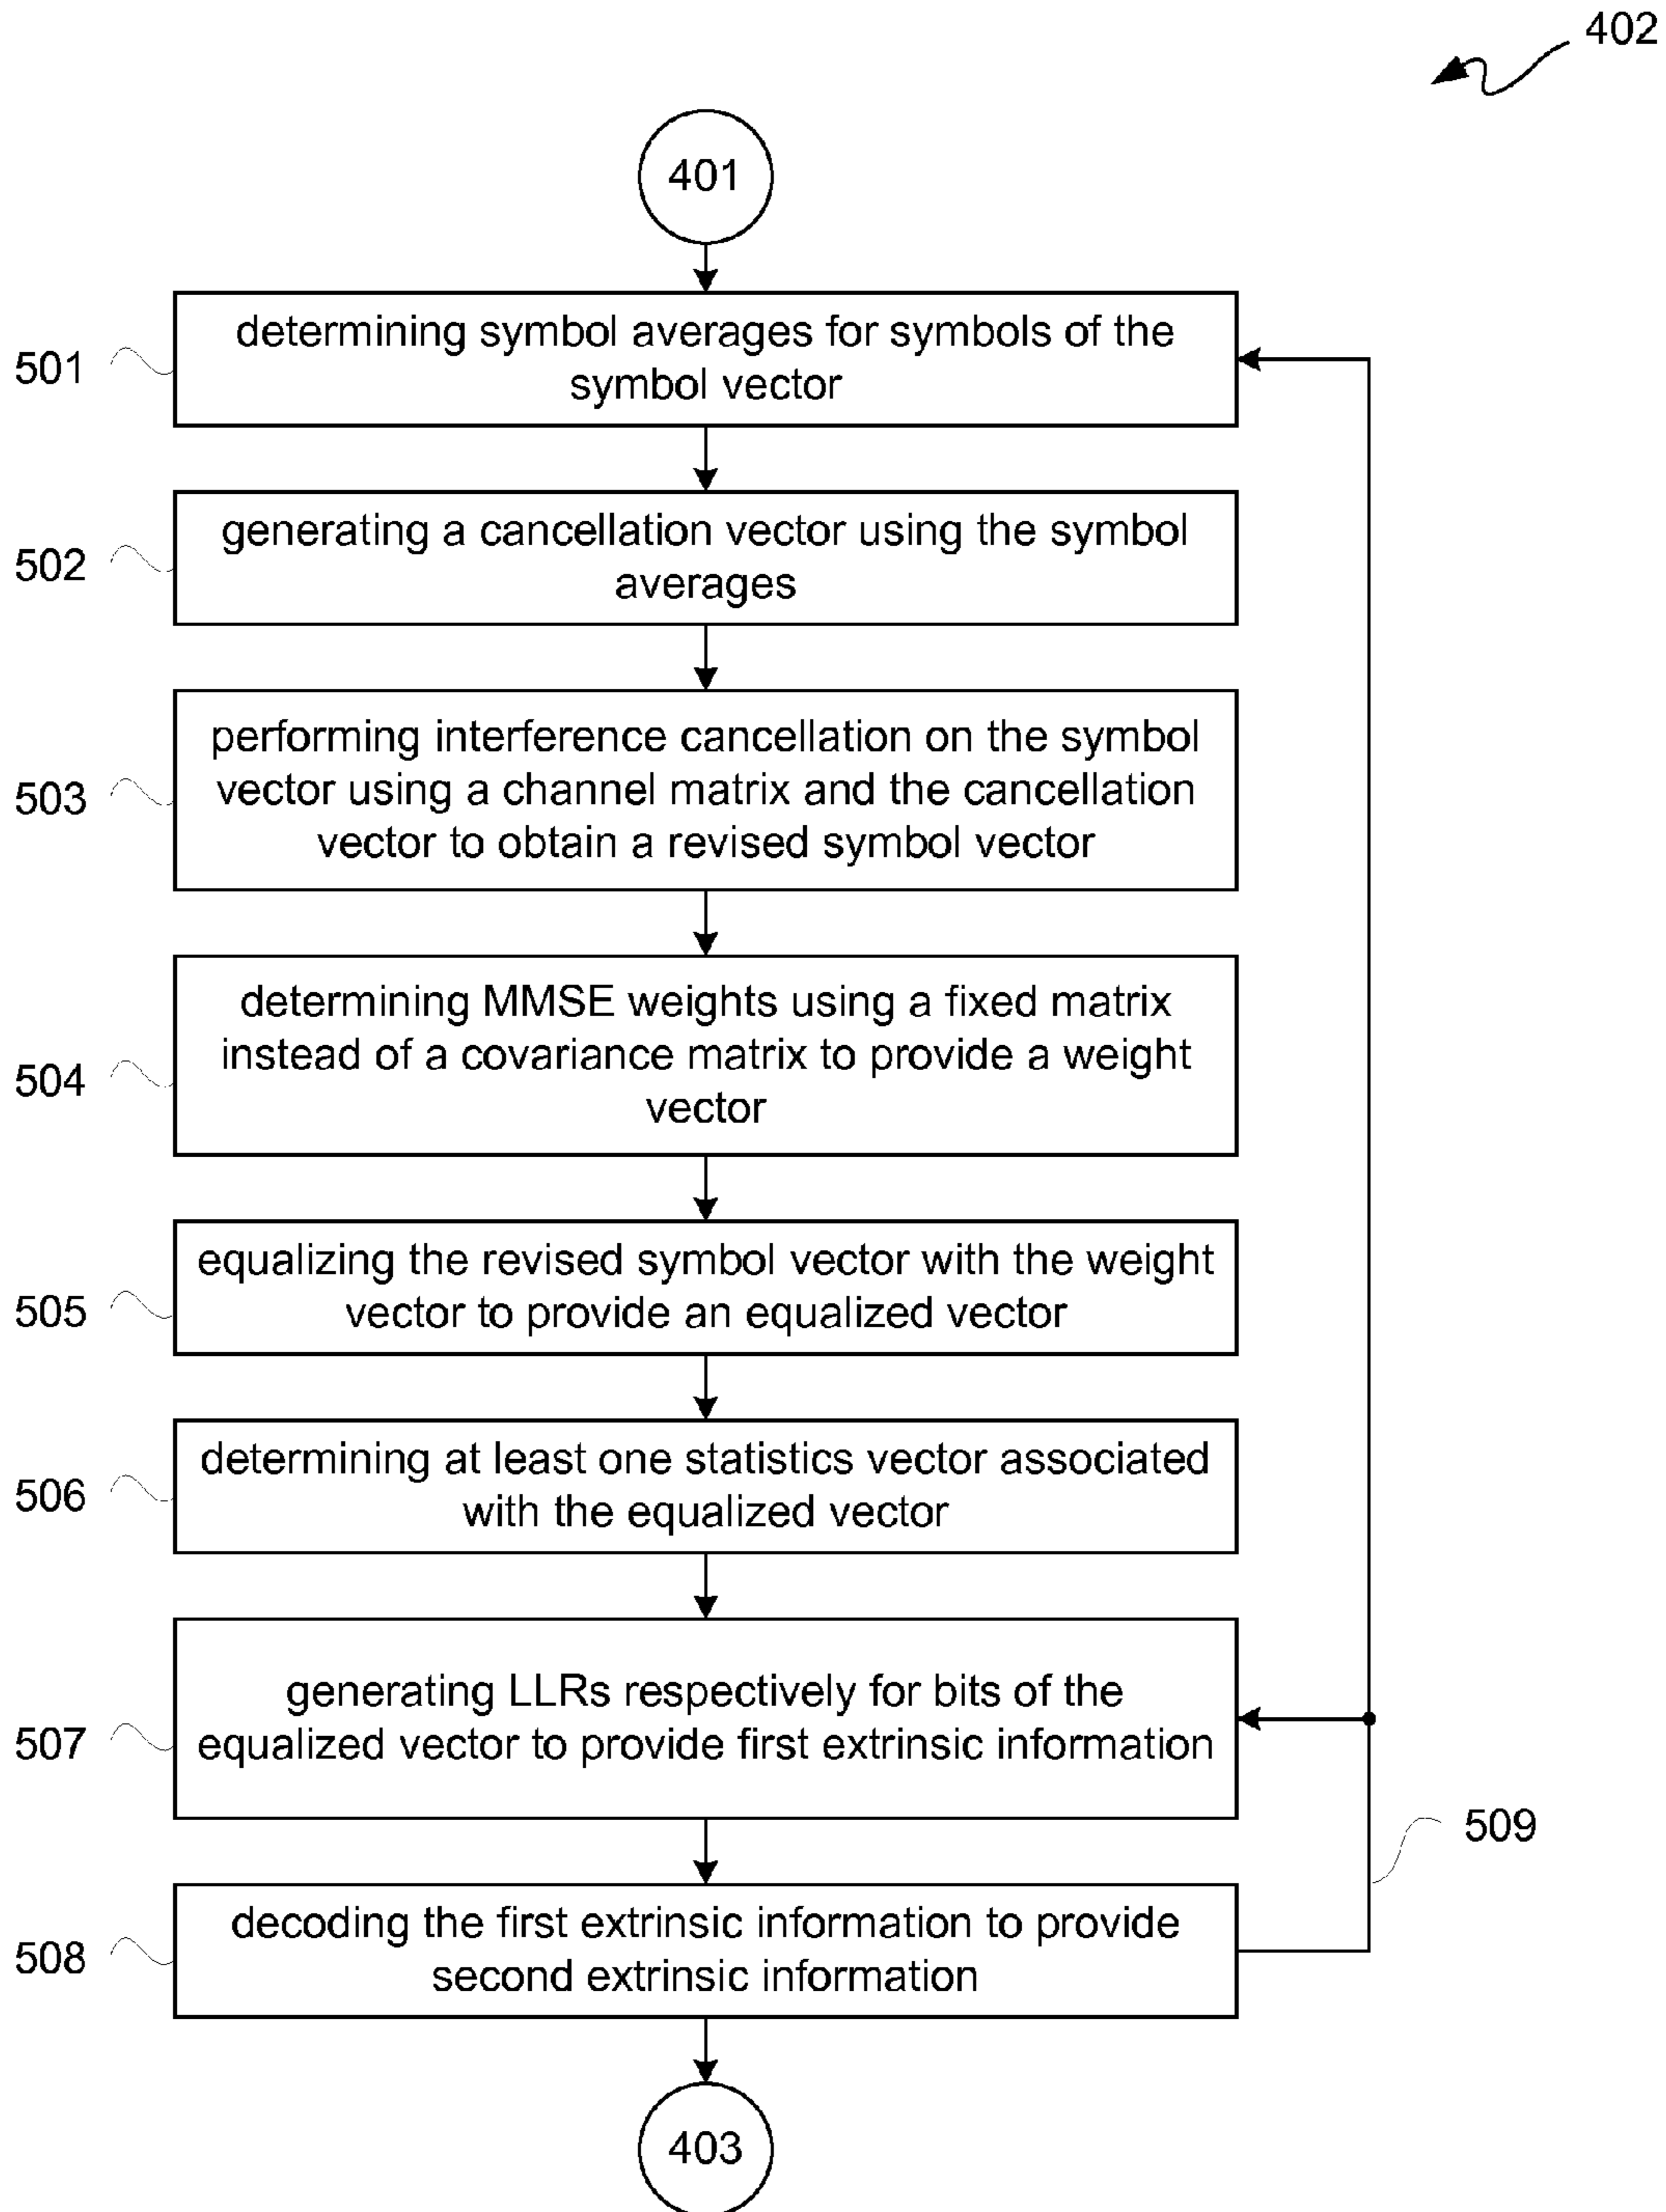 402
401
501
determining symbol averages for symbols of the
symbol vector
502
generating a cancellation vector using the symbol
averages
503
performing interference cancellation on the symbol
vector using a channel matrix and the cancellation
vector to obtain a revised symbol vector
504
determining MMSE weights using a fixed matrix
instead of a covariance matrix to provide a weight
vector
505
equalizing the revised symbol vector with the weight
vector to provide an equalized vector
506
determining at least one statistics vector associated
with the equalized vector
507
generating LLRs respectively for bits of the
equalized vector to provide first extrinsic information
509
508
decoding the first extrinsic information to provide
second extrinsic information
403